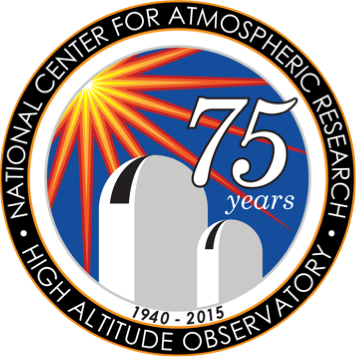 · NATIONAL CENTER FOR ATMOSPHERIC RESEARCH ·
75
years
1940 - 2015
HIGH ALTITUDE OBSERVATORY